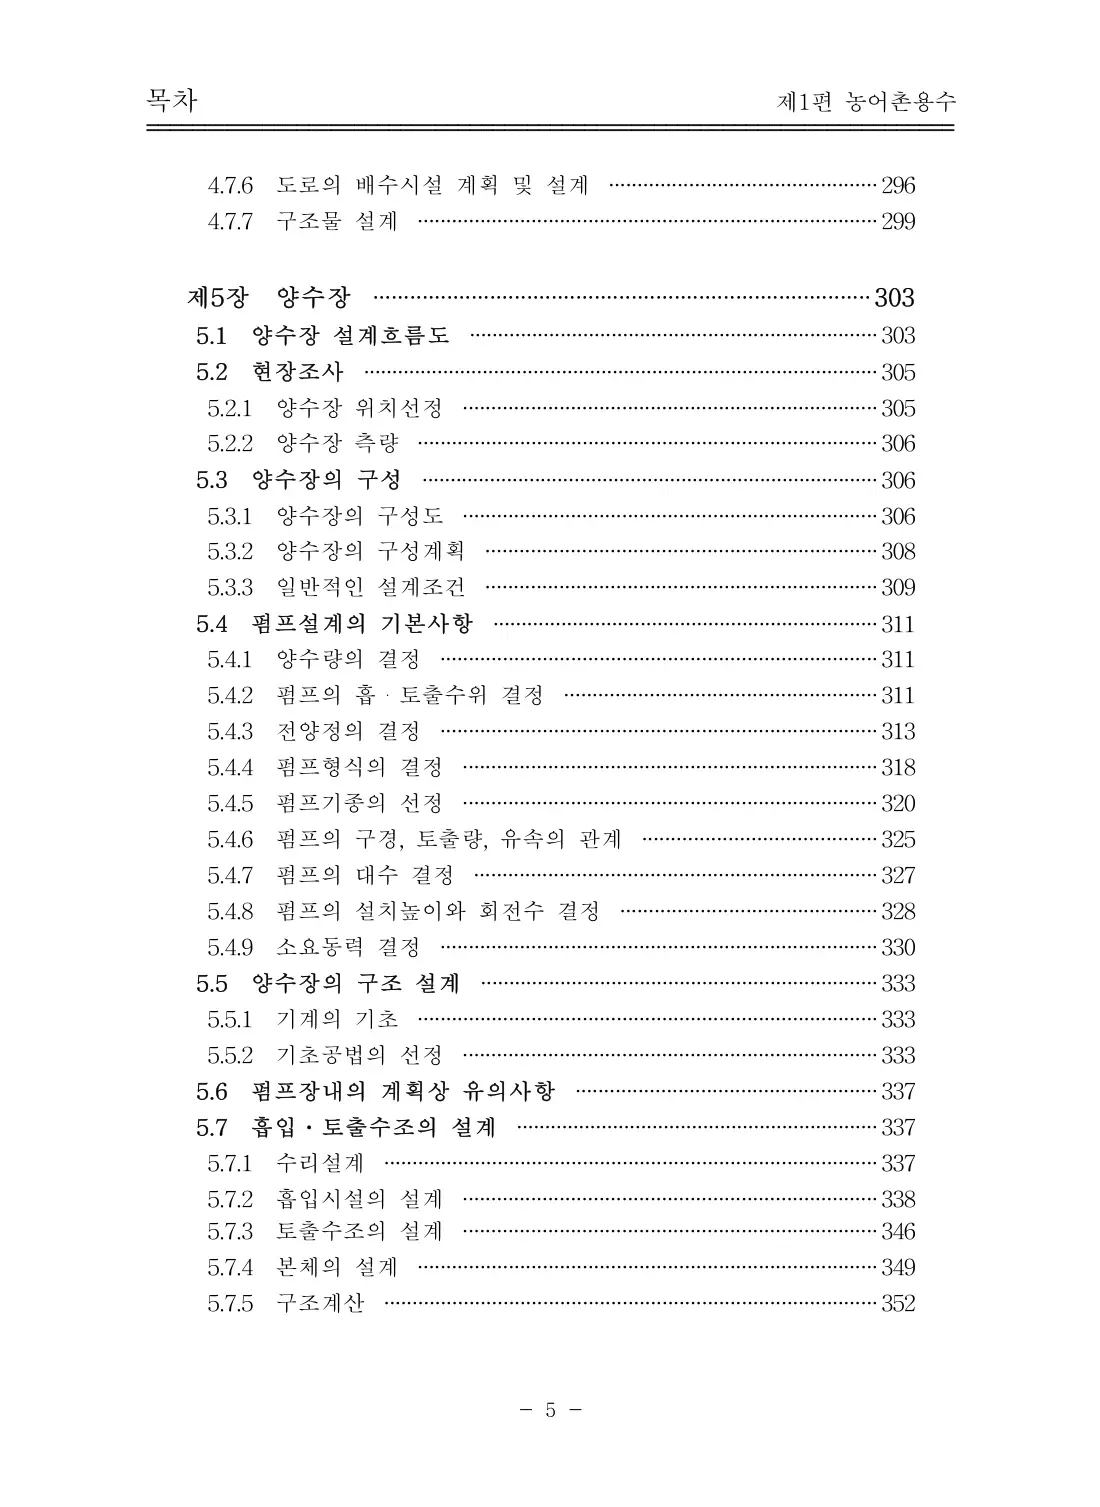 목차 제1편 농어촌용수
4.7.6 도로의 배수시설 계획 및 설계 ················································ 296
4.7.7 구조물 설계 ················································ 299
제5장 양수장 ················································ 303
5.1 양수장 설계흐름도 ················································ 303
5.2 현장조사 ················································ 305
5.2.1 양수장 위치선정 ················································ 305
5.2.2 양수장 측량 ················································ 306
5.3 양수장의 구성 ················································ 306
5.3.1 양수장의 구성도 ················································ 306
5.3.2 양수장의 구성계획 ················································ 308
5.3.3 일반적인 설계조건 ················································ 309
5.4 펌프설계의 기본사항 ················································ 311
5.4.1 양수량의 결정 ················································ 311
5.4.2 펌프의 흡·토출수위 결정 ················································ 311
5.4.3 전양정의 결정 ················································ 313
5.4.4 펌프형식의 결정 ················································ 318
5.4.5 펌프기종의 선정 ················································ 320
5.4.6 펌프의 구경, 토출량, 유속의 관계 ················································ 325
5.4.7 펌프의 대수 결정 ················································ 327
5.4.8 펌프의 설치높이와 회전수 결정 ················································ 328
5.4.9 소요동력 결정 ················································ 330
5.5 양수장의 구조 설계 ················································ 333
5.5.1 기계의 기초 ················································ 333
5.5.2 기초공법의 선정 ················································ 333
5.6 펌프장내의 계획상 유의사항 ················································ 337
5.7 흡입·토출수조의 설계 ················································ 337
5.7.1 수리설계 ················································ 337
5.7.2 흡입시설의 설계 ················································ 338
5.7.3 토출수조의 설계 ················································ 346
5.7.4 본체의 설계 ················································ 349
5.7.5 구조계산 ················································ 352
- 5 -